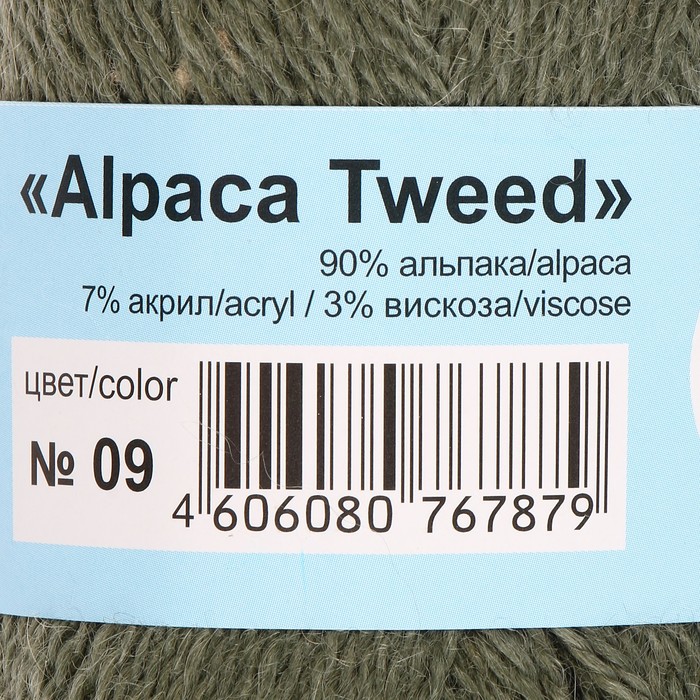 «Alpaca Tweed»
90% альпака/alpaca
7% акрил/acryl / 3% вискоза/viscose
цвет/color
№ 09
4 606080 767879